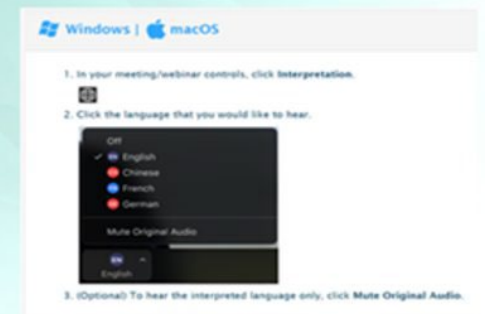 Windows | macOS
1. In your meeting/webinar controls, click Interpretation.
2. Click the language that you would like to hear.
Off
EN English
Chinese
French
German
Mute Original Audio
EN
English
3. (Optional) To hear the interpreted language only, click Mute Original Audio.